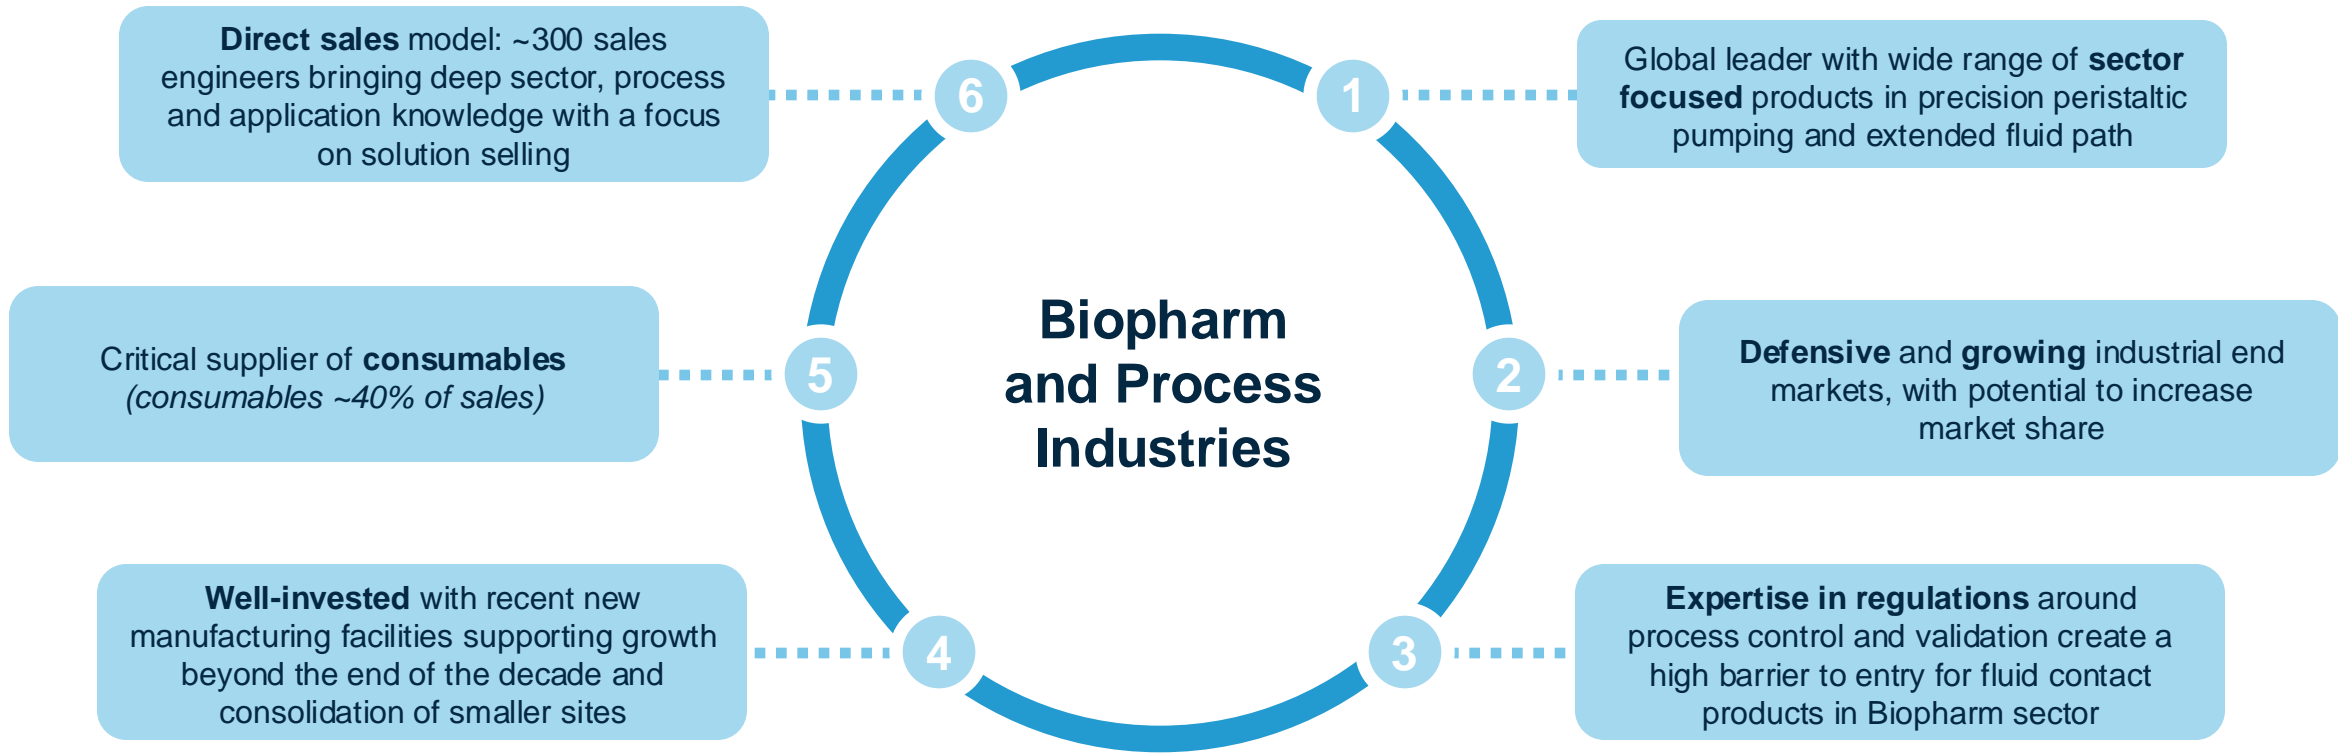 Direct sales model: ~300 sales
engineers bringing deep sector, process
and application knowledge with a focus
on solution selling
6
1
Global leader with wide range of sector
focused products in precision peristaltic
pumping and extended fluid path
Critical supplier of consumables
(consumables ~40% of sales)
5
Biopharm
and Process
Industries
2
Defensive and growing industrial end
markets, with potential to increase
market share
Well-invested with recent new
manufacturing facilities supporting growth
beyond the end of the decade and
consolidation of smaller sites
4
3
Expertise in regulations around
process control and validation create a
high barrier to entry for fluid contact
products in Biopharm sector